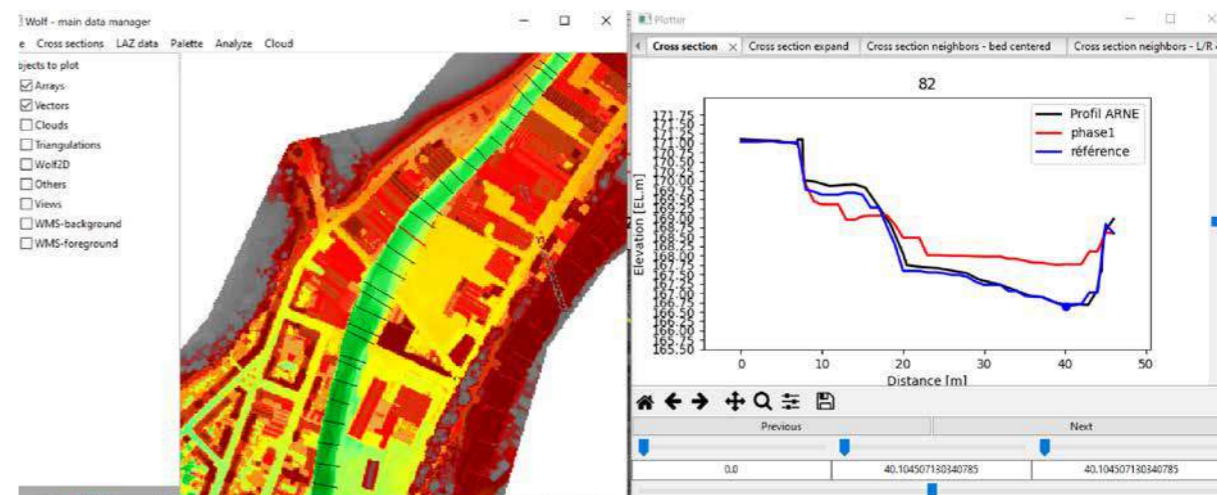 Wolf - main data manager
e Cross sections LAZ data Palette Analyze Cloud
ojects to plot
Arrays
Vectors
Clouds
Triangulations
Wolf2D
Others
Views
WMS-background
WMS-foreground
Plotter
Cross section × Cross section expand Cross section neighbors - bed centered Cross section neighbors - L/R
82
Profil ARNE
phase1
référence
171.75
171.50
171.25
171.00
170.75
170.50
170.25
170.00
169.75
169.50
169.25
169.00
168.75
168.50
168.25
168.00
167.75
167.50
167.25
167.00
166.75
166.50
166.25
166.00
165.75
165.50
Elevation [EL.m]
0 10 20 30 40 50
Distance [m]
Previous Next
0.0 40.104507130340785 40.104507130340785